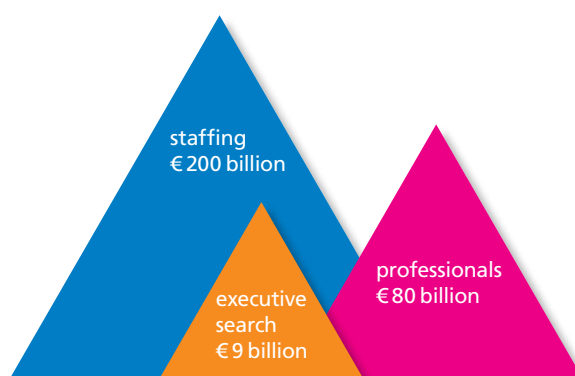 staffing
€ 200 billion
professionals
€ 80 billion
executive
search
€ 9 billion